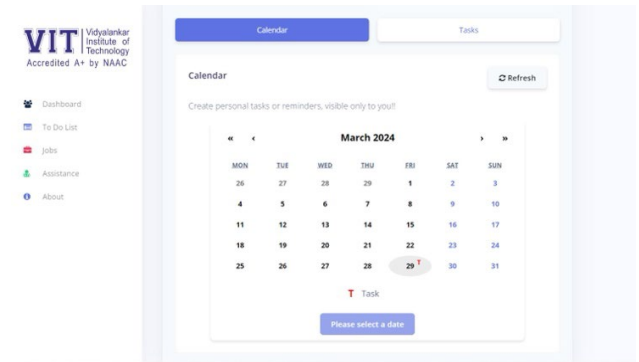 VIT Vidyalankar
Institute of
Technology
Accredited A+ by NAAC
Dashboard
To Do List
Jobs
Assistance
About
Calendar
Tasks
Calendar
Refresh
Create personal tasks or reminders, visible only to you!!
« ‹ March 2024 › »
MON TUE WED THU FRI SAT SUN
26 27 28 29 1 2 3
4 5 6 7 8 9 10
11 12 13 14 15 16 17
18 19 20 21 22 23 24
25 26 27 28 29 T 30 31
T Task
Please select a date